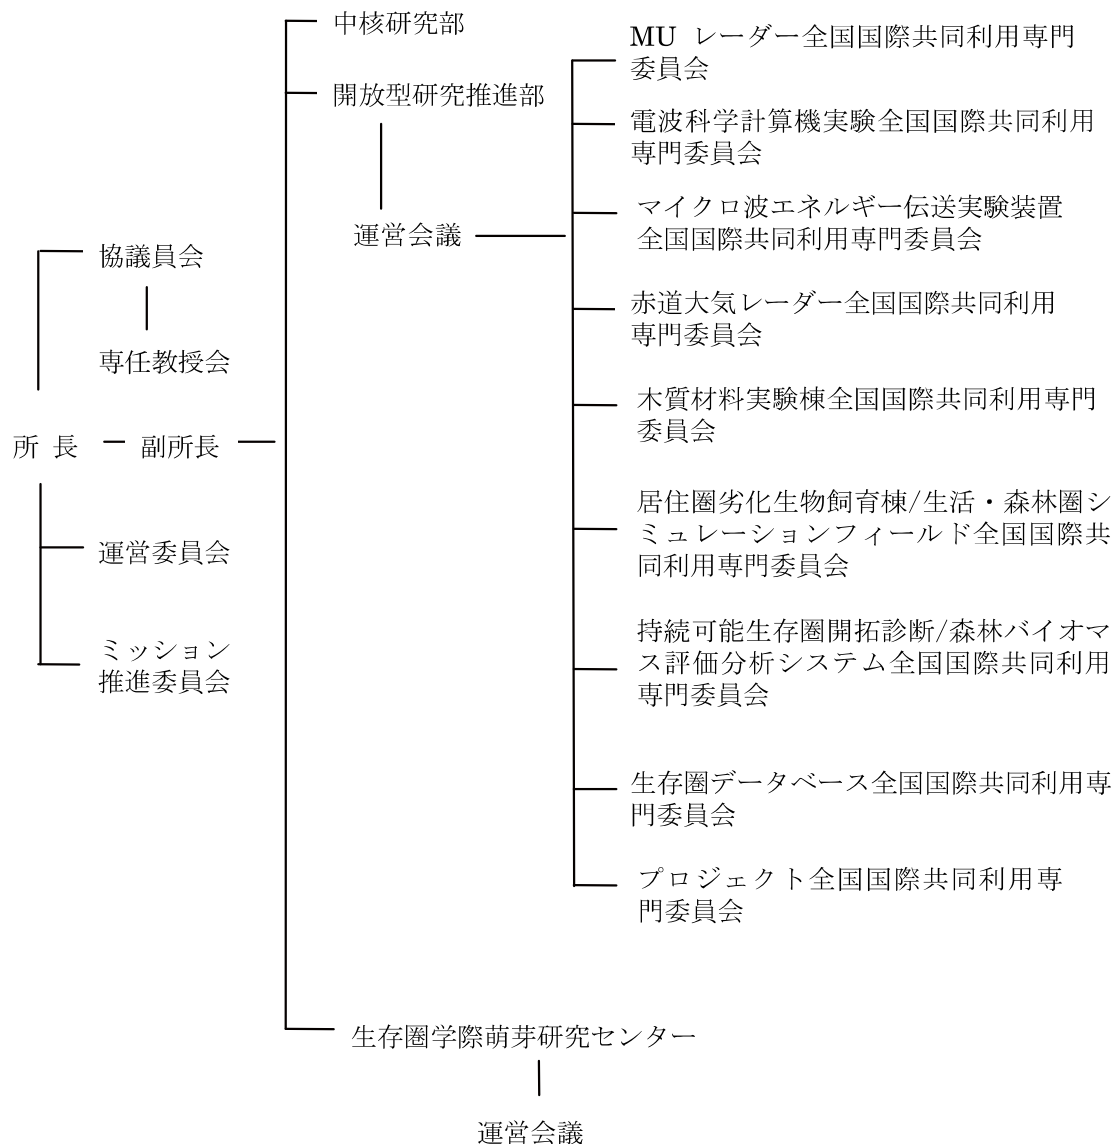 中核研究部
開放型研究推進部
運営会議
MU レーダー全国国際共同利用専門
委員会
電波科学計算機実験全国国際共同利用
専門委員会
マイクロ波エネルギー伝送実験装置
全国国際共同利用専門委員会
赤道大気レーダー全国国際共同利用
専門委員会
木質材料実験棟全国国際共同利用専門
委員会
居住圏劣化生物飼育棟/生活・森林圏シ
ミュレーションフィールド全国国際共
同利用専門委員会
持続可能生存圏開拓診断/森林バイオマ
ス評価分析システム全国国際共同利用
専門委員会
生存圏データベース全国国際共同利用専
門委員会
プロジェクト全国国際共同利用専
門委員会
協議員会
専任教授会
所 長
副所長
運営委員会
ミッション
推進委員会
生存圏学際萌芽研究センター
運営会議